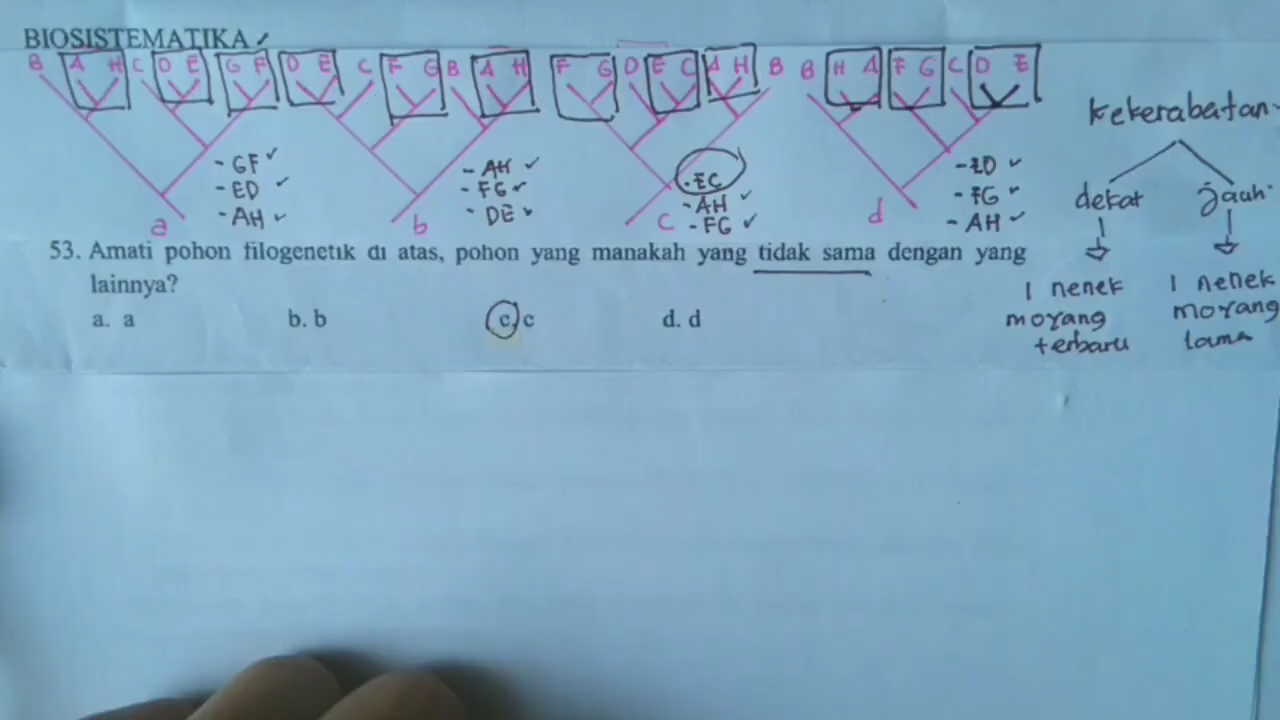 BIOSISTEMATIKA
B A H C D E G F D E C F G B A H F G D E C A H B B H A F G C D E
kekerabatan
dekat jauh
1 nenek moyang terbaru
1 nenek moyang lama
- GF ✓
- ED ✓
- AH ✓
a
- AH ✓
- FG ✓
- DE ✓
b
- EC
- AH ✓
- FG ✓
c
- ED ✓
- FG ✓
- AH ✓
d
53. Amati pohon filogenetik di atas, pohon yang manakah yang tidak sama dengan yang
lainnya?
a. a b. b c. c d. d